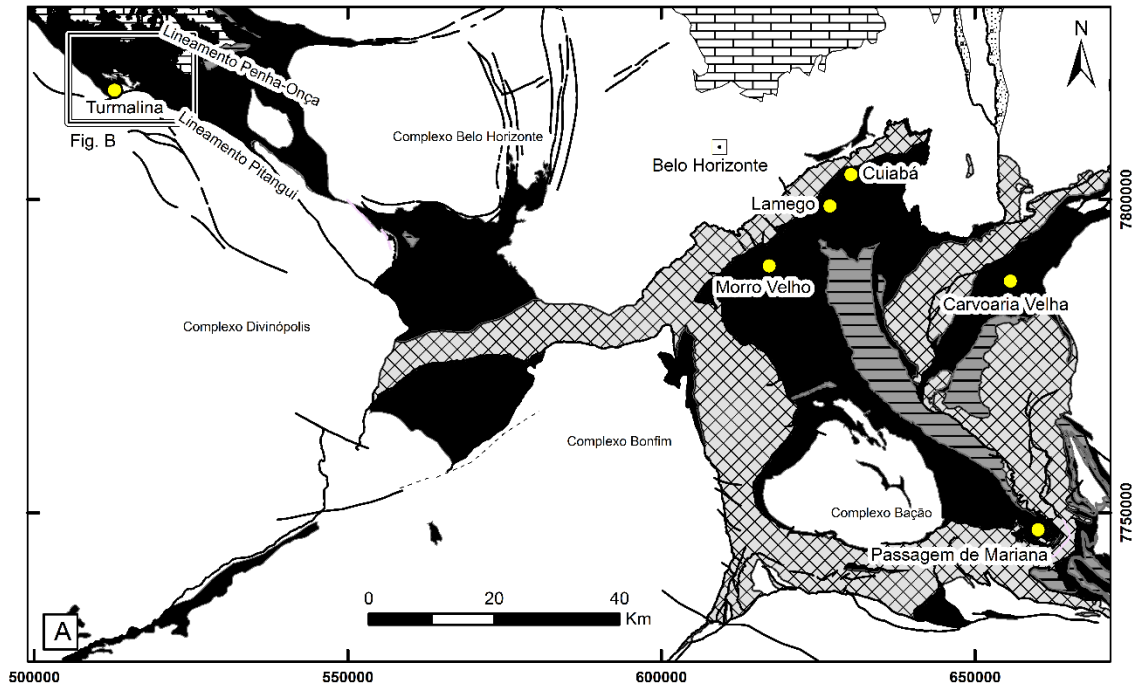 N
Lineamento Penha-Onça
Turmalina
Fig. B
Lineamento Pitangui
Complexo Belo Horizonte
Belo Horizonte
Cuiabá
Lamego
7800000
Morro Velho
Carvoaria Velha
Complexo Divinópolis
Complexo Bonfim
Complexo Bação
7750000
Passagem de Mariana
0 20 40
Km
A
500000 550000 600000 650000